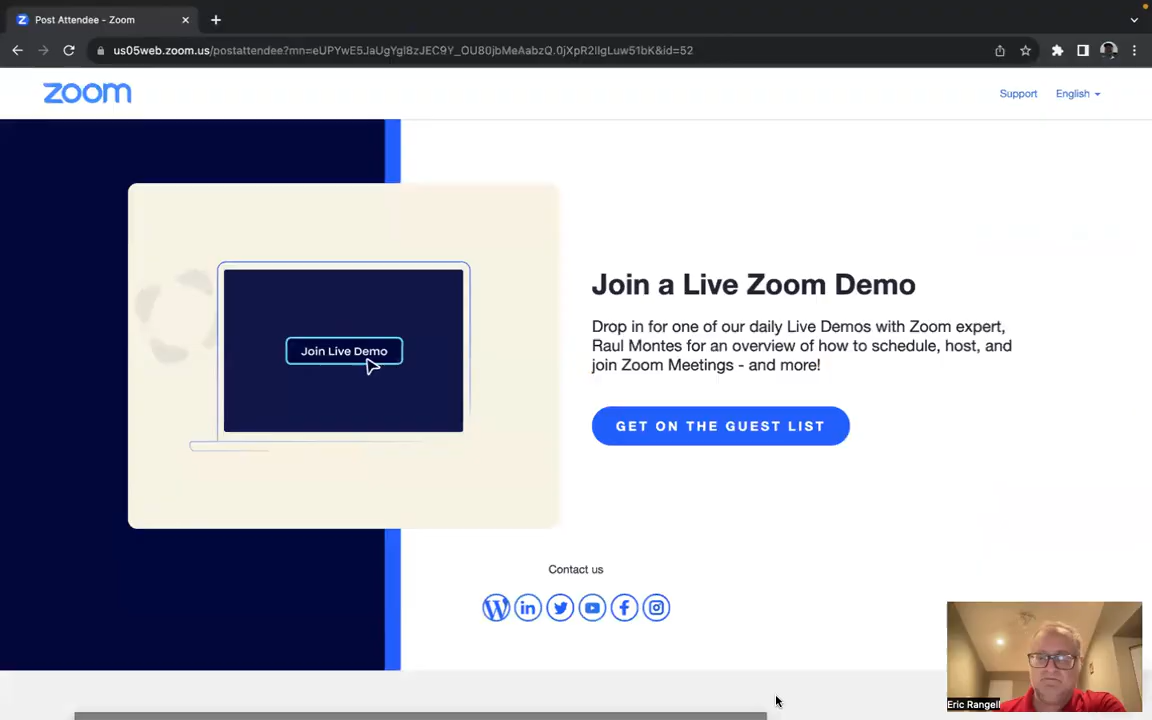 Post Attendee - Zoom
us05web.zoom.us/postattendee?mn=eUPYwE5JaUgYgl8zJEC9Y_OU80jbMeAabzQ.0jXpR2IlgLuw51bK&id=52
zoom
Support
English
Join Live Demo
Join a Live Zoom Demo
Drop in for one of our daily Live Demos with Zoom expert,
Raul Montes for an overview of how to schedule, host, and
join Zoom Meetings - and more!
GET ON THE GUEST LIST
Contact us
Eric Rangell